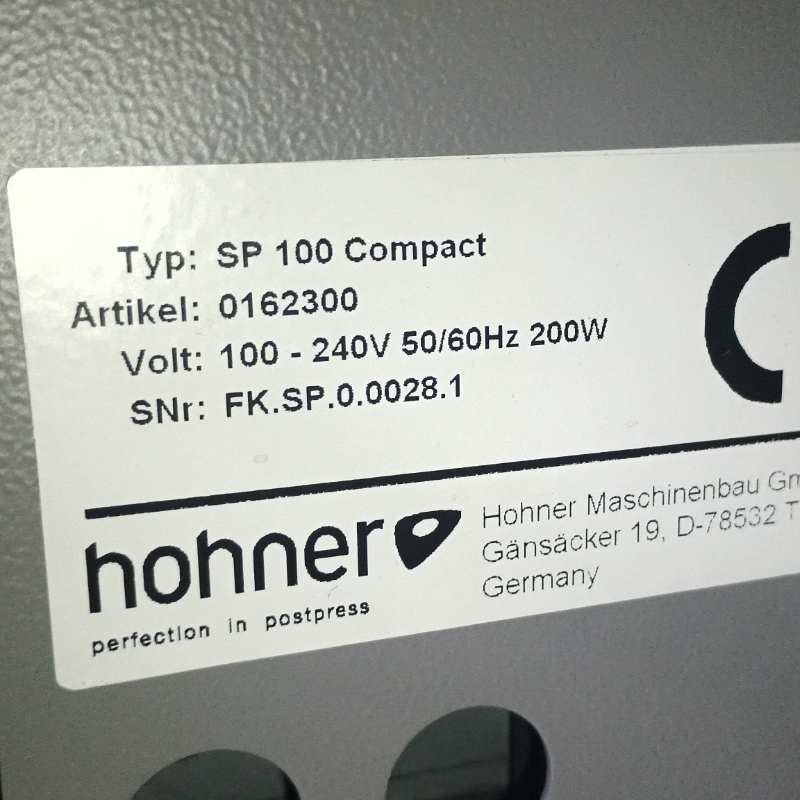 Typ: SP 100 Compact
Artikel: 0162300
Volt: 100 - 240V 50/60Hz 200W
SNr: FK.SP.0.0028.1
hohner
perfection in postpress
Hohner Maschinenbau Gm
Gänsäcker 19, D-78532 T
Germany